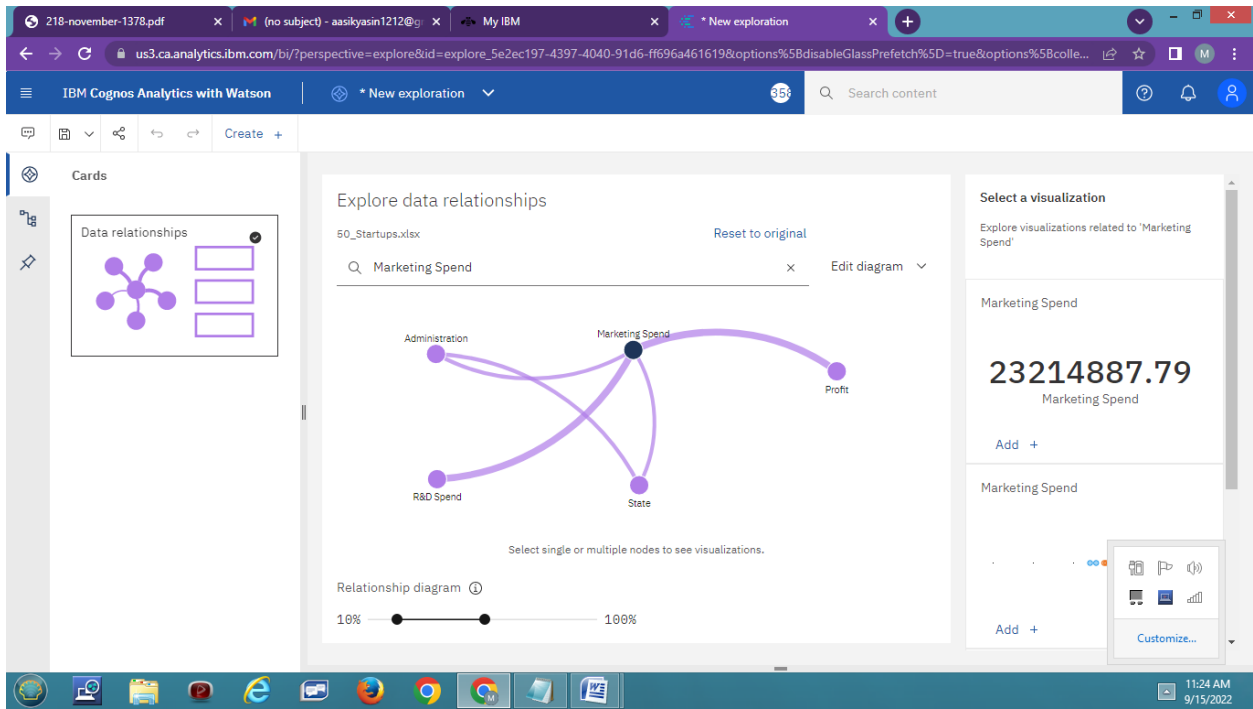 218-november-1378.pdf
(no subject) - aasikyasin1212@g
My IBM
* New exploration
us3.ca.analytics.ibm.com/bi/?perspective=explore&id=explore_5e2ec197-4397-4040-91d6-ff696a461619&options%5BdisableGlassPrefetch%5D=true&options%5Bcolle...
M
IBM Cognos Analytics with Watson
* New exploration
Search content
Create +
Cards
Data relationships
Explore data relationships
50_Startups.xlsx
Reset to original
Marketing Spend
Edit diagram
Administration
Marketing Spend
Profit
R&D Spend
State
Select single or multiple nodes to see visualizations.
Relationship diagram
10%
100%
Select a visualization
Explore visualizations related to 'Marketing
Spend'
Marketing Spend
23214887.79
Marketing Spend
Add +
Marketing Spend
Add +
Customize...
11:24 AM
9/15/2022